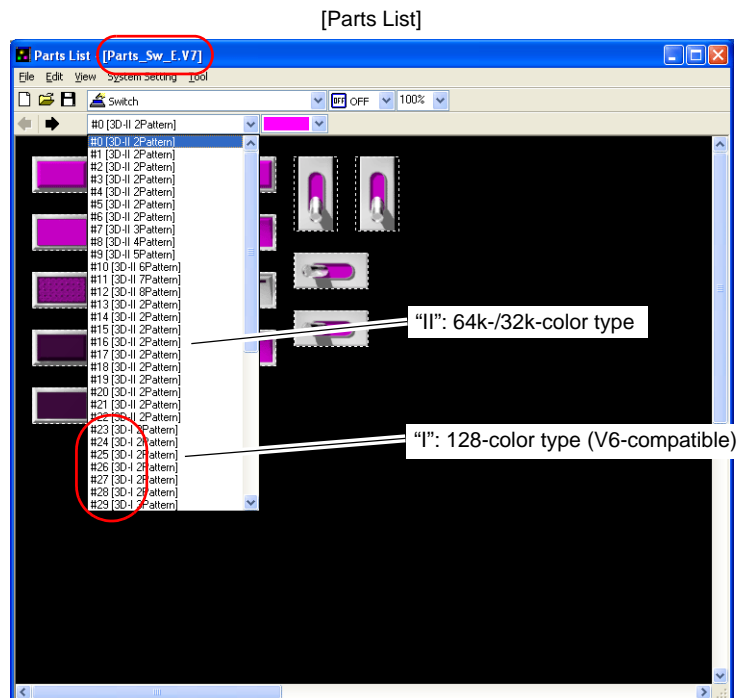 [Parts List]
Parts List - [Parts_Sw_E.V7]
File Edit View System Setting Tool
Switch OFF OFF 100%
#0 [3D-II 2Pattern]
#0 [3D-II 2Pattern]
#1 [3D-II 2Pattern]
#2 [3D-II 2Pattern]
#3 [3D-II 2Pattern]
#4 [3D-II 2Pattern]
#5 [3D-II 2Pattern]
#6 [3D-II 2Pattern]
#7 [3D-II 3Pattern]
#8 [3D-II 4Pattern]
#9 [3D-II 5Pattern]
#10 [3D-II 6Pattern]
#11 [3D-II 7Pattern]
#12 [3D-II 8Pattern]
#13 [3D-II 2Pattern]
#14 [3D-II 2Pattern]
#15 [3D-II 2Pattern]
#16 [3D-II 2Pattern]
#17 [3D-II 2Pattern]
#18 [3D-II 2Pattern]
#19 [3D-II 2Pattern]
#20 [3D-II 2Pattern]
#21 [3D-II 2Pattern]
#22 [3D-II 2Pattern]
#23 [3D-I 2Pattern]
#24 [3D-I 2Pattern]
#25 [3D-I 2Pattern]
#26 [3D-I 2Pattern]
#27 [3D-I 2Pattern]
#28 [3D-I 2Pattern]
#29 [3D-I 3Pattern]
“II”: 64k-/32k-color type
“I”: 128-color type (V6-compatible)